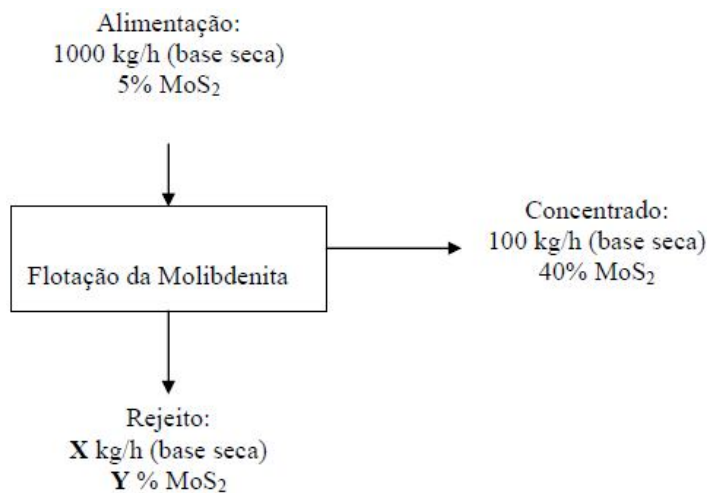 Alimentação:
1000 kg/h (base seca)
5% MoS₂
Flotação da Molibdenita
Concentrado:
100 kg/h (base seca)
40% MoS₂
Rejeito:
X kg/h (base seca)
Y % MoS₂